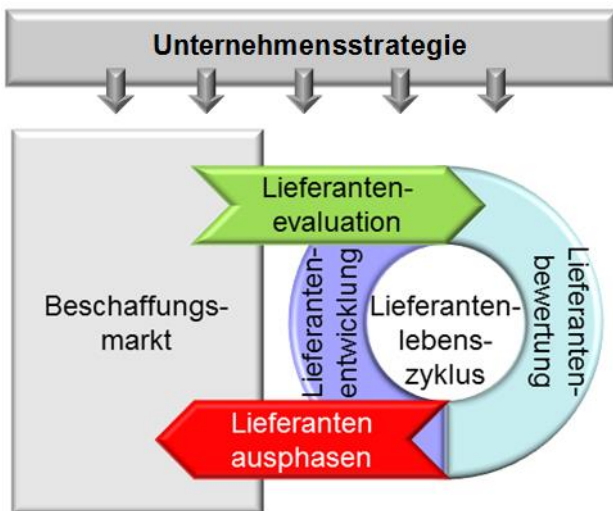 Unternehmensstrategie
Lieferanten-
evaluation
Beschaffungs-
markt
Lieferanten-
entwicklung
Lieferanten-
lebens-
zyklus
Lieferanten-
bewertung
Lieferanten
ausphasen